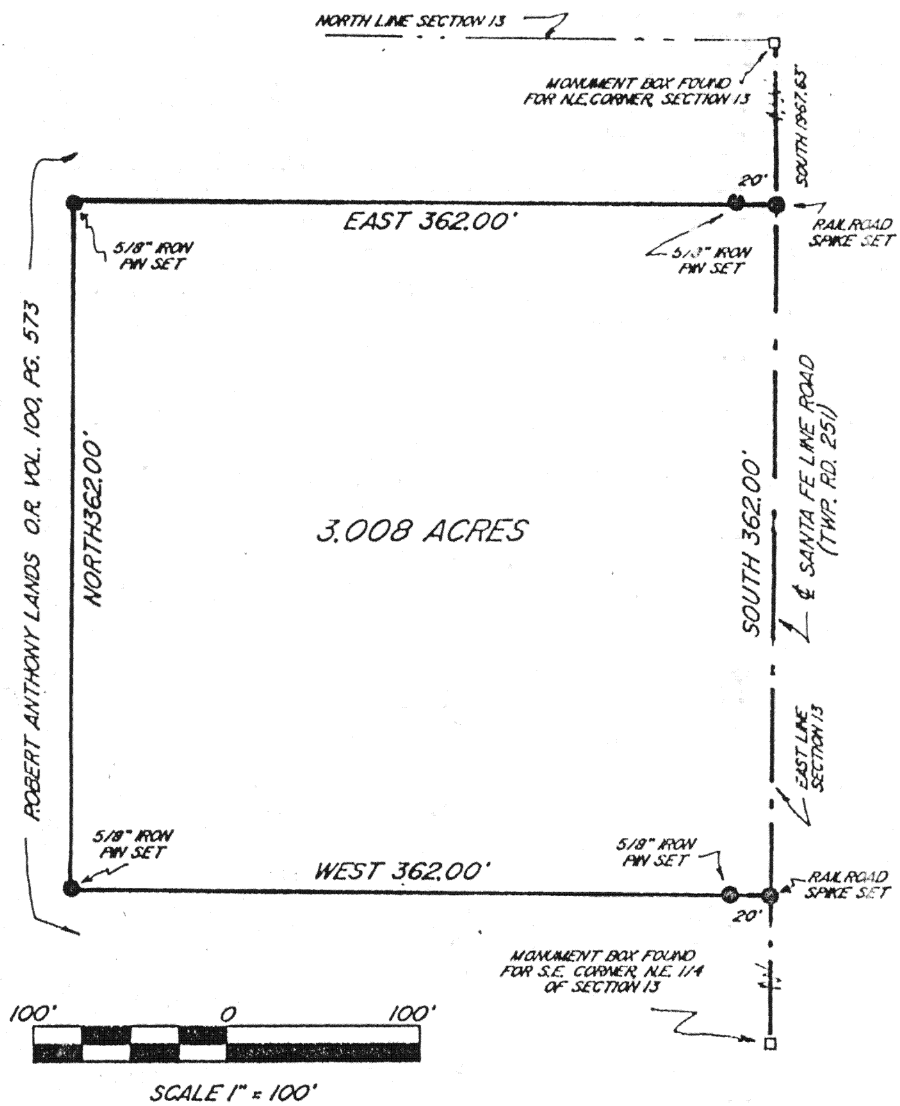 NORTH LINE SECTION 13
MONUMENT BOX FOUND
FOR N.E. CORNER, SECTION 13
SOUTH 1967.63'
20'
EAST 362.00'
RAILROAD
SPIKE SET
5/8" IRON
PIN SET
5/8" IRON
PIN SET
ROBERT ANTHONY LANDS O.R. VOL. 100, PG. 573
NORTH 362.00'
3.008 ACRES
SOUTH 362.00'
℄ SANTA FE LINE ROAD
(TWP. RD. 251)
EAST LINE
SECTION 13
5/8" IRON
PIN SET
5/8" IRON
PIN SET
WEST 362.00'
RAILROAD
SPIKE SET
20'
MONUMENT BOX FOUND
FOR S.E. CORNER, N.E. 1/4
OF SECTION 13
100' 0 100'
SCALE 1" = 100'